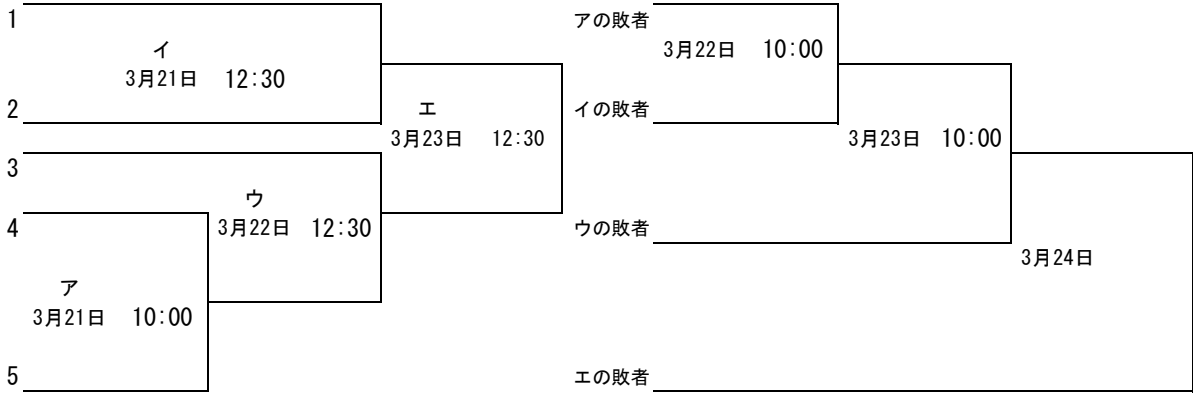 1
イ
3月21日 12:30
2
エ
3月23日 12:30
3
ウ
3月22日 12:30
4
ア
3月21日 10:00
5
アの敗者
3月22日 10:00
イの敗者
3月23日 10:00
ウの敗者
3月24日
エの敗者